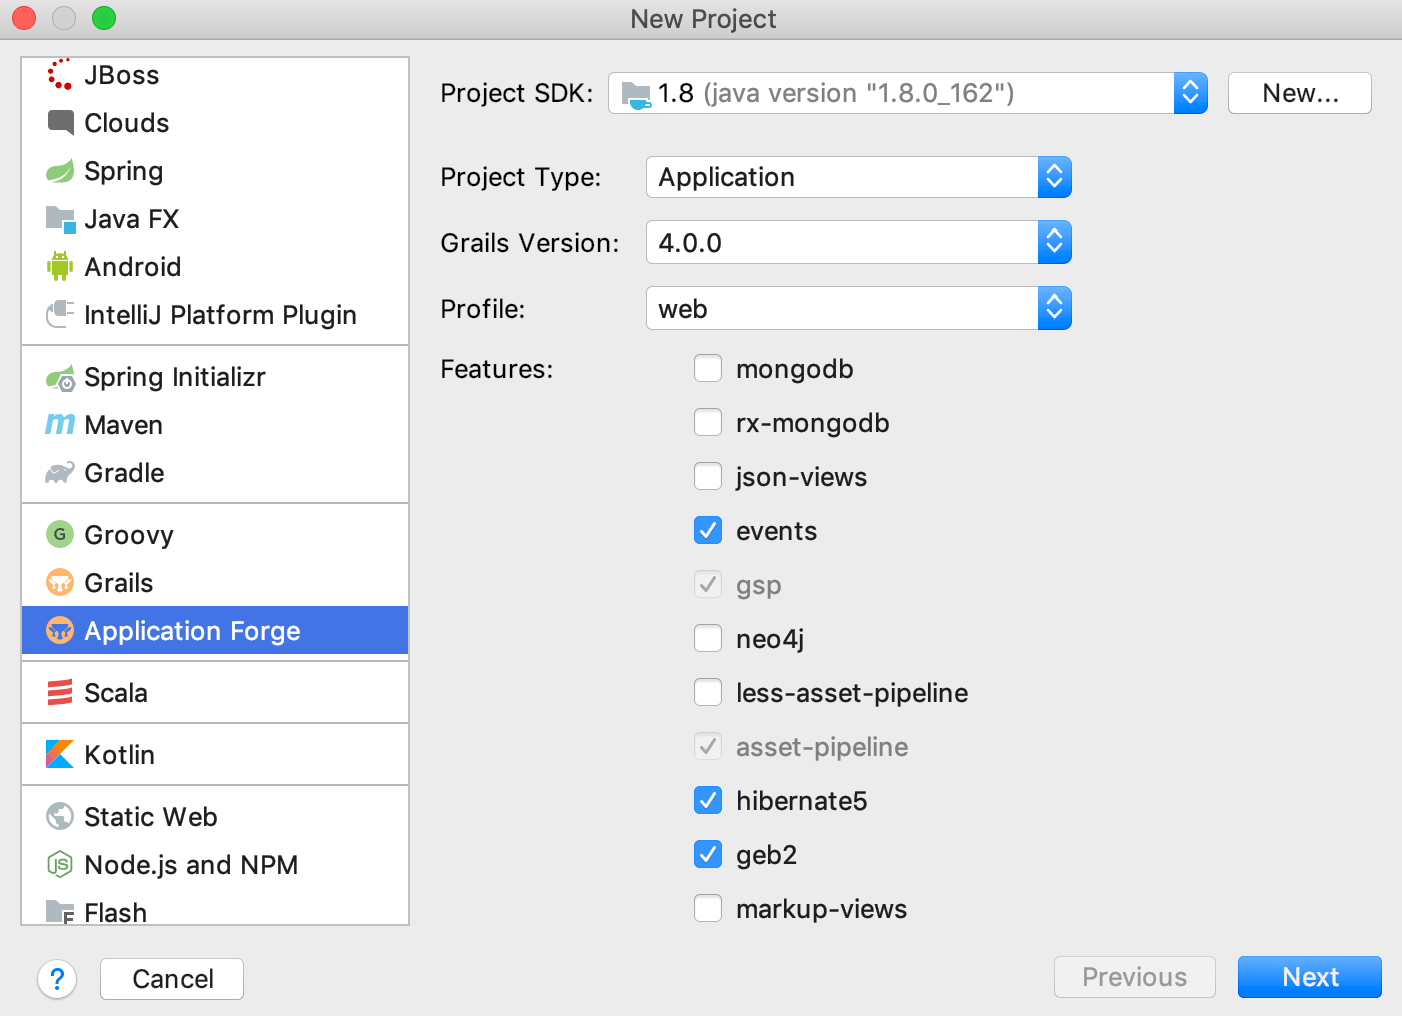 New Project
JBoss
Clouds
Spring
Java FX
Android
IntelliJ Platform Plugin
Spring Initializr
m Maven
Gradle
G Groovy
Grails
Application Forge
Scala
Kotlin
Static Web
JS Node.js and NPM
F Flash
Project SDK: 1.8 (java version "1.8.0_162") New...
Project Type: Application
Grails Version: 4.0.0
Profile: web
Features: mongodb
rx-mongodb
json-views
events
gsp
neo4j
less-asset-pipeline
asset-pipeline
hibernate5
geb2
markup-views
? Cancel Previous Next